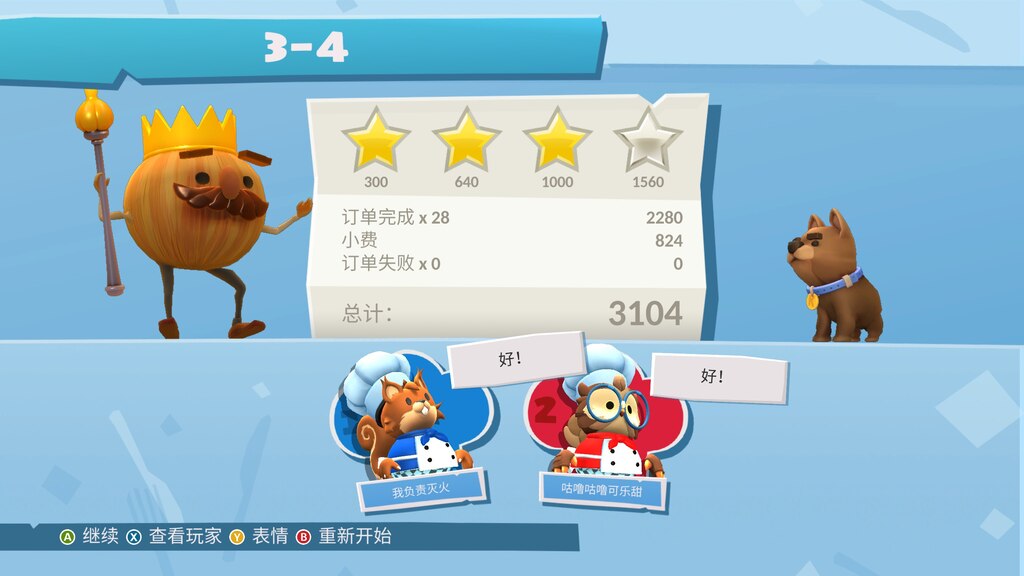 3-4
300 640 1000 1560
订单完成 x 28 2280
小费 824
订单失败 x 0 0
总计： 3104
好！ 好！
2
我负责灭火 咕噜咕噜可乐甜
A 继续 X 查看玩家 Y 表情 B 重新开始